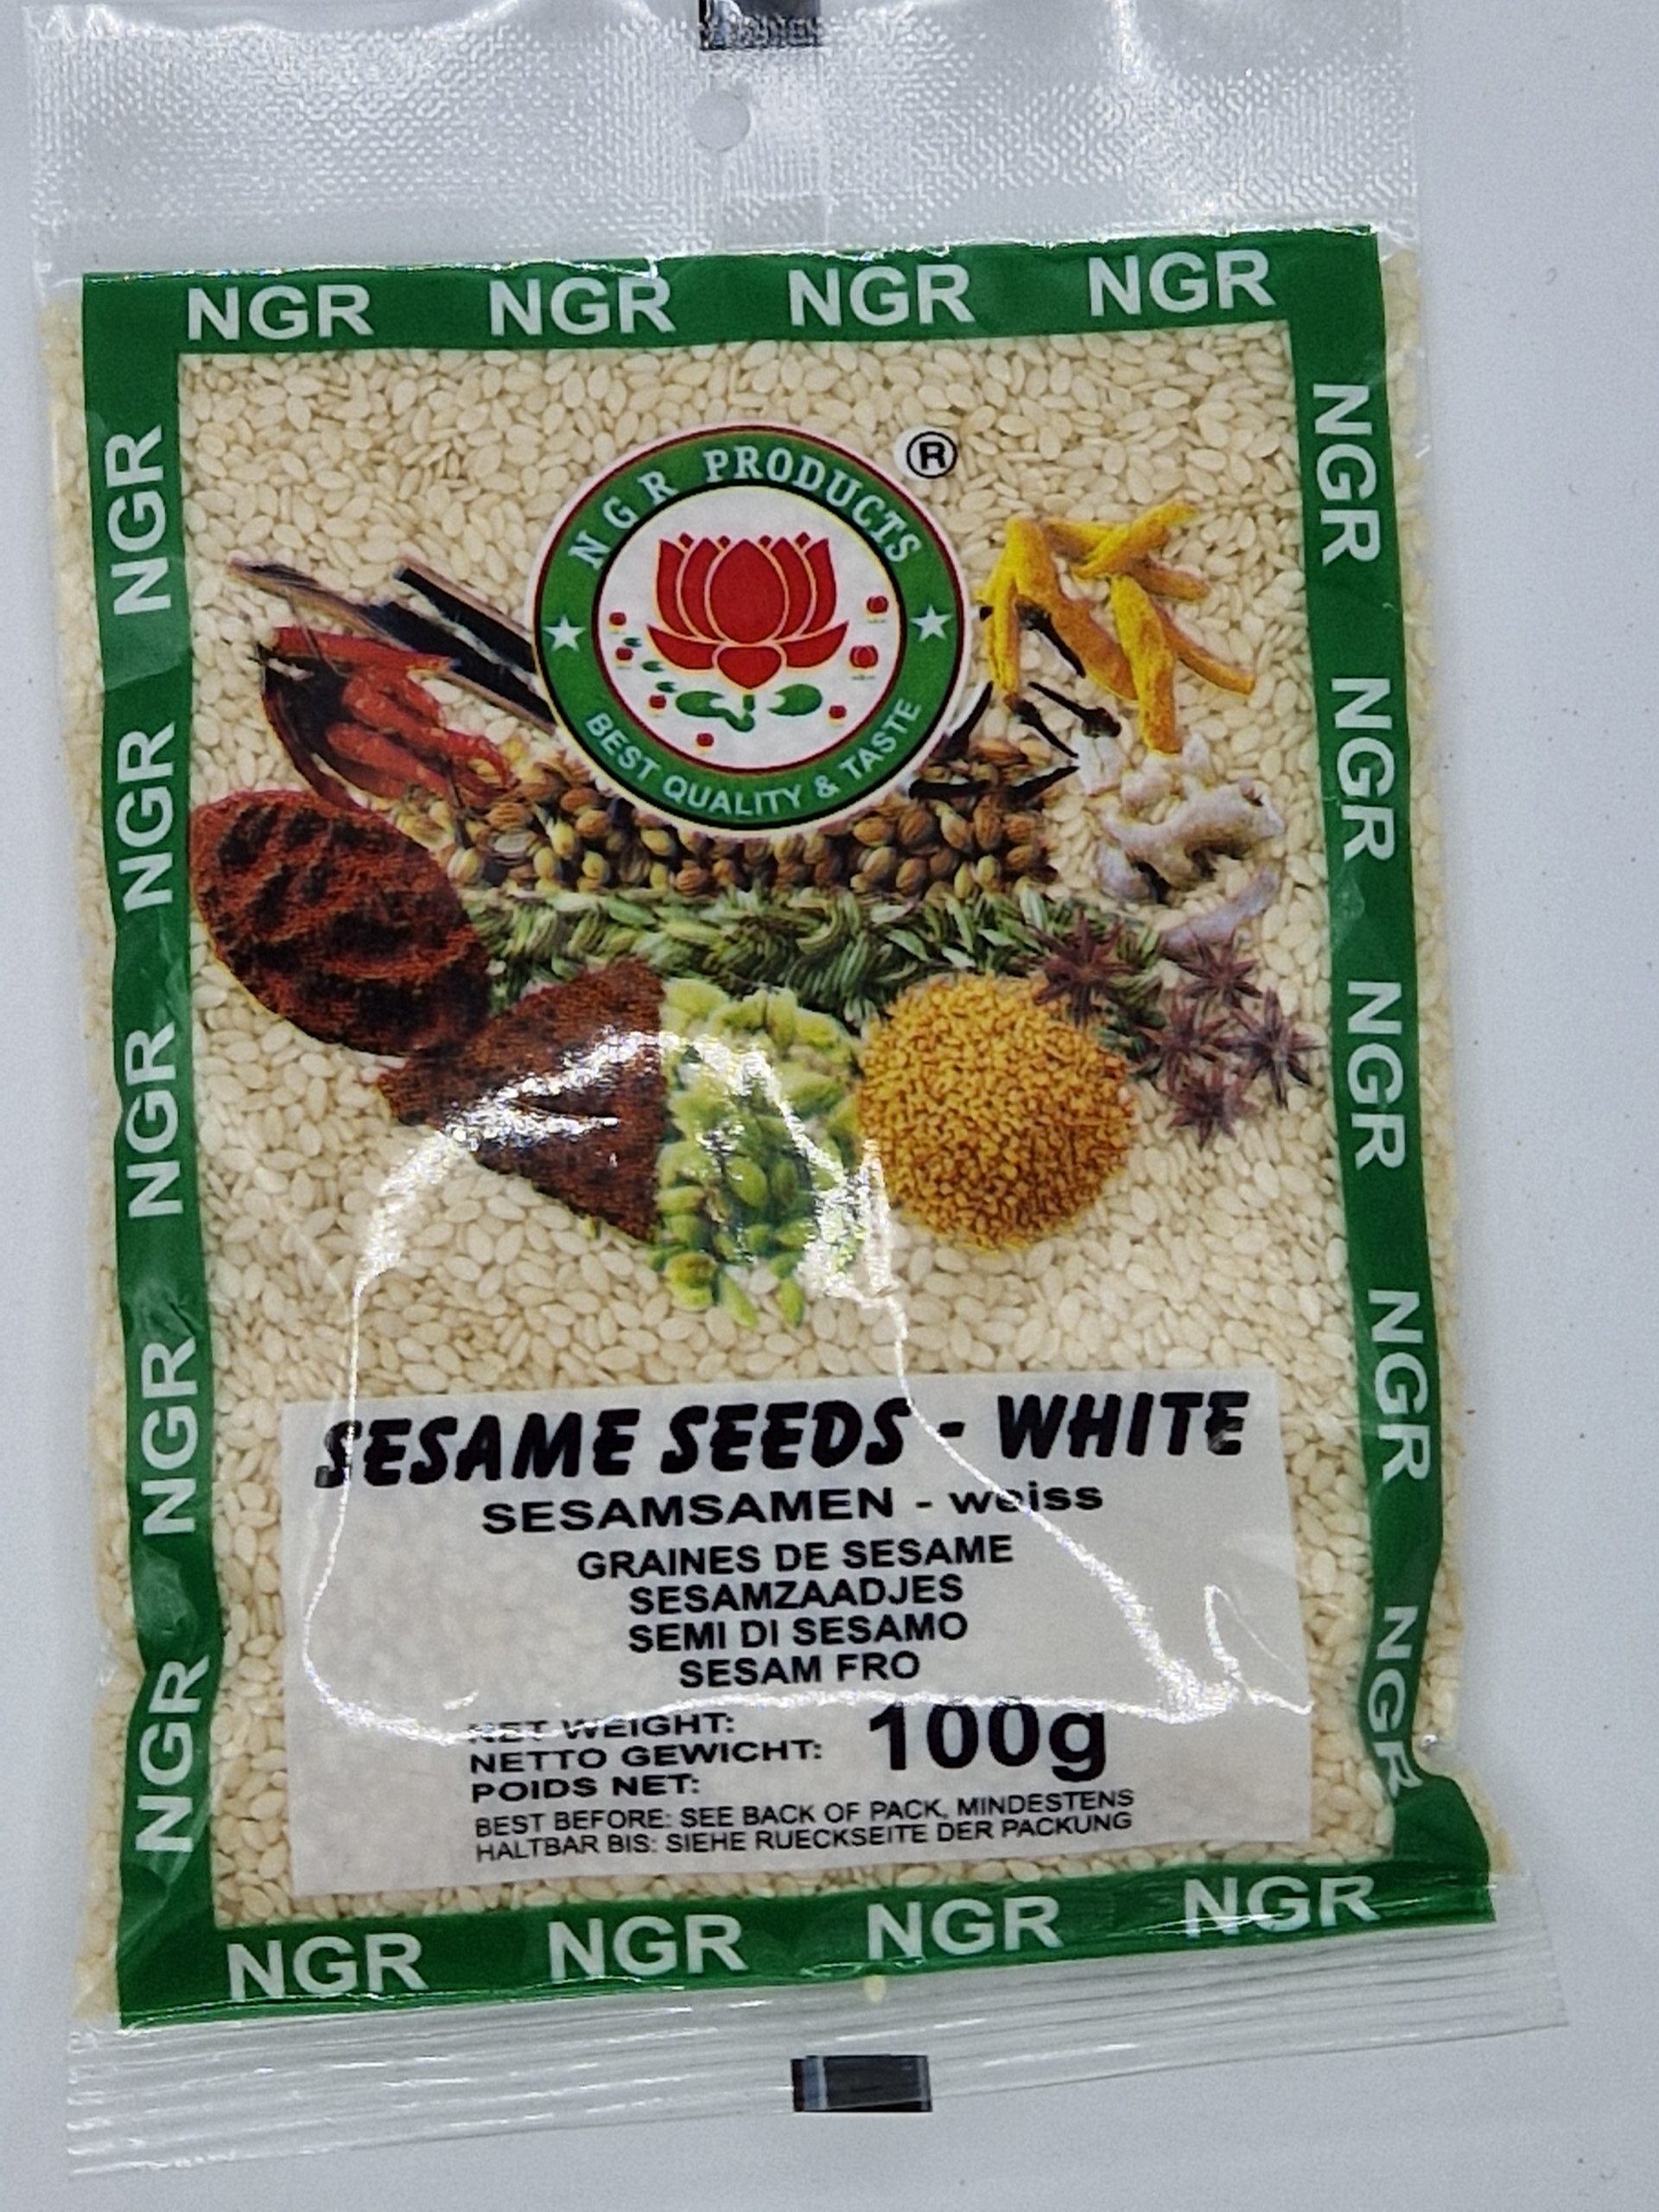 NGR NGR NGR NGR
NGR
NGR
NGR
NGR
NGR
NGR
NGR
NGR
NGR
NGR
N G R PRODUCTS
®
BEST QUALITY & TASTE
SESAME SEEDS - WHITE
SESAMSAMEN - weiss
GRAINES DE SESAME
SESAMZAADJES
SEMI DI SESAMO
SESAM FRO
NET WEIGHT:
NETTO GEWICHT: 100g
POIDS NET:
BEST BEFORE: SEE BACK OF PACK, MINDESTENS
HALTBAR BIS: SIEHE RUECKSEITE DER PACKUNG
NGR NGR NGR NGR